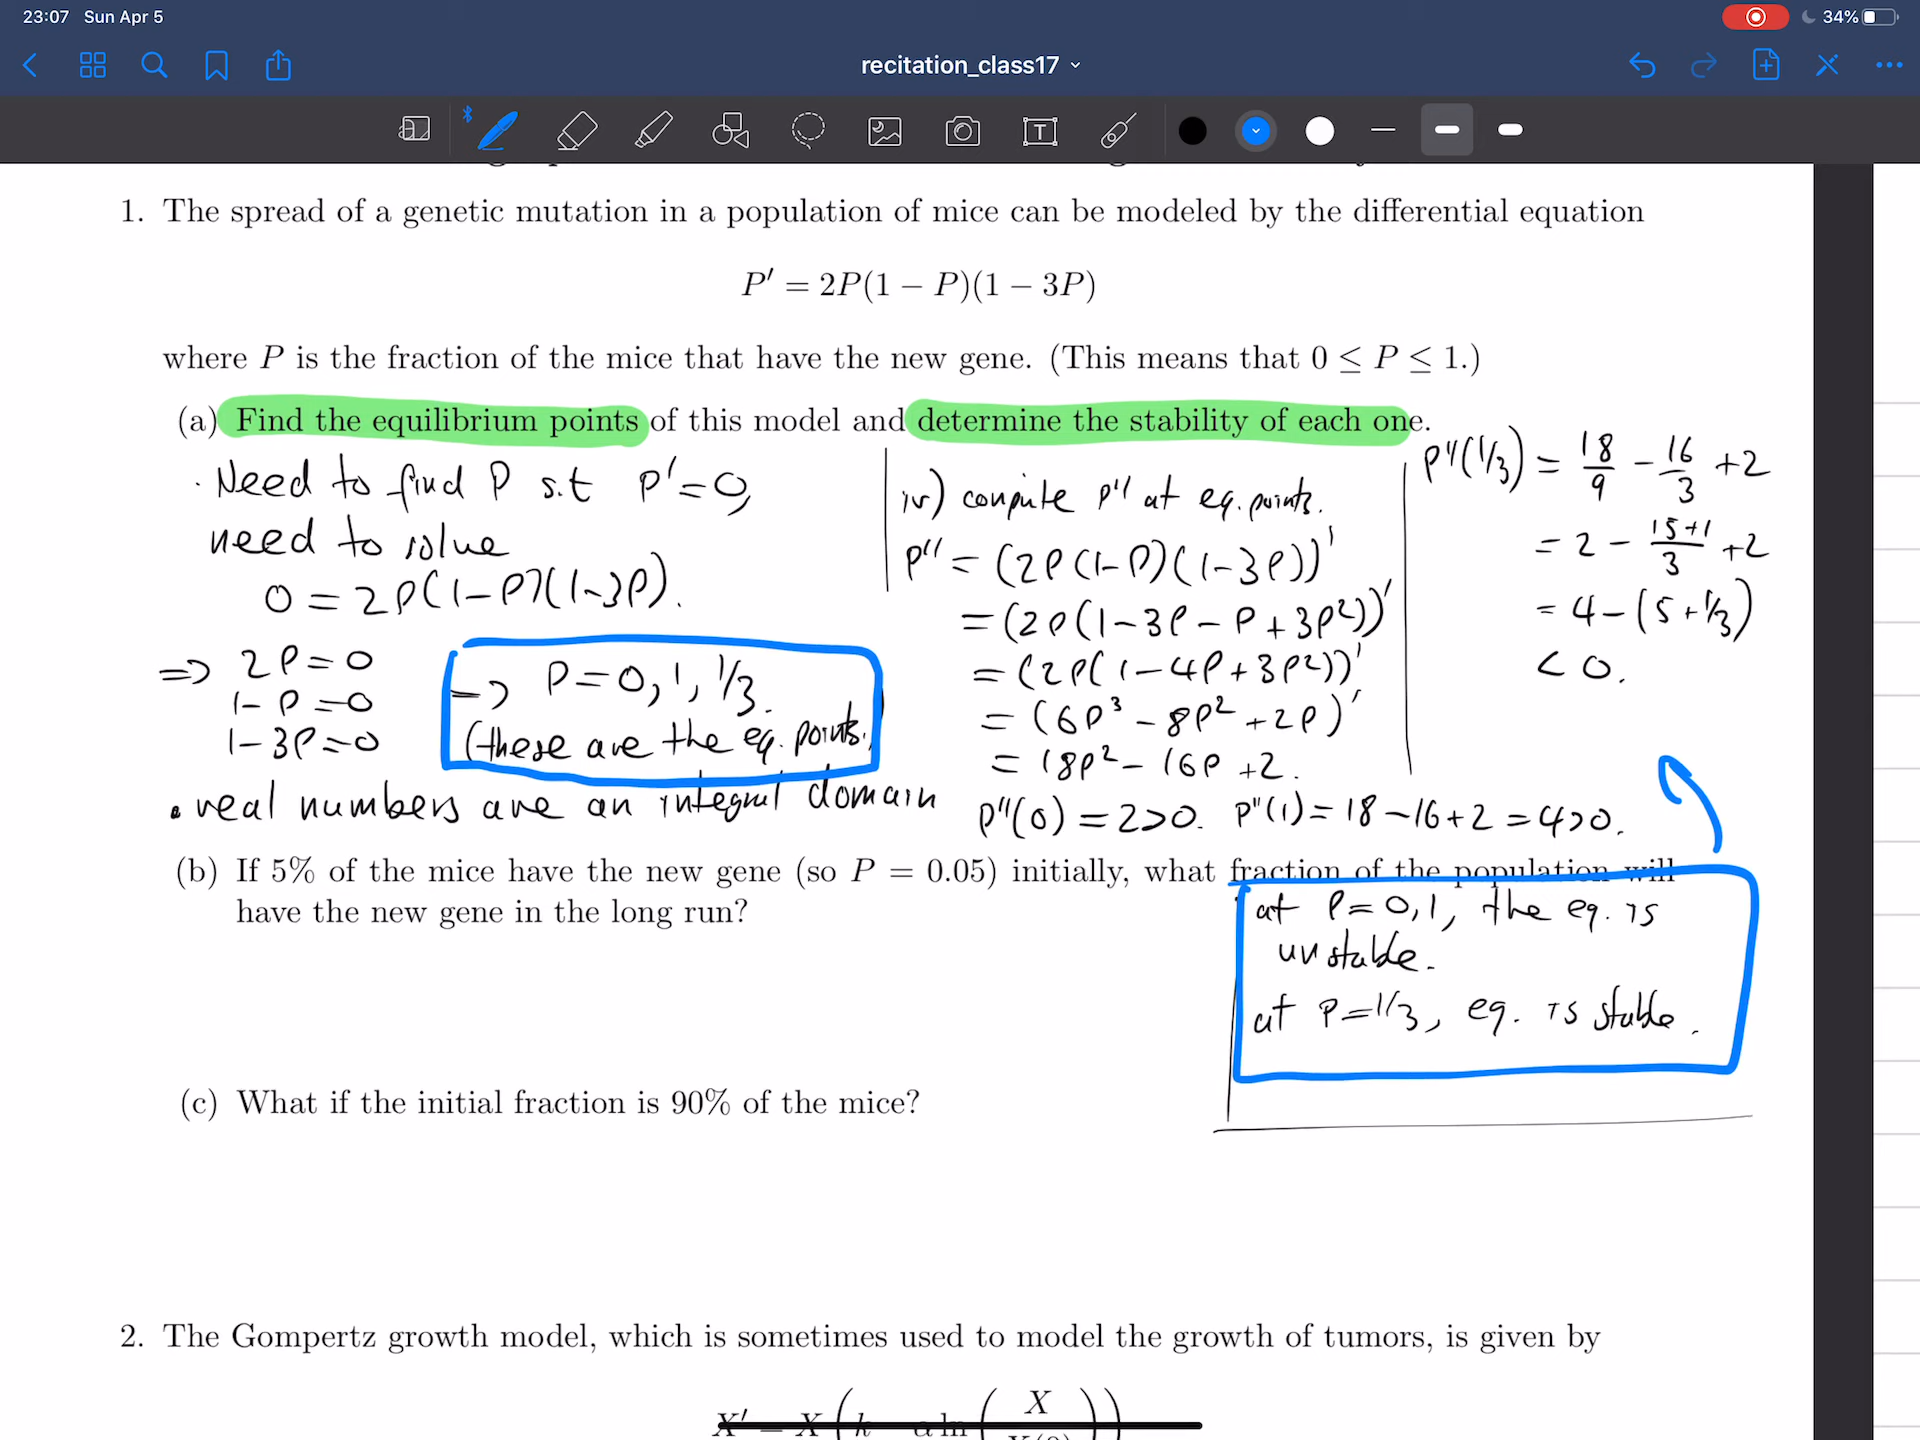 23:07 Sun Apr 5
34%
recitation_class17
1. The spread of a genetic mutation in a population of mice can be modeled by the differential equation
P′ = 2P(1 − P)(1 − 3P)
where P is the fraction of the mice that have the new gene. (This means that 0 ≤ P ≤ 1.)
(a) Find the equilibrium points of this model and determine the stability of each one.
· Need to find P s.t P'=0,
need to solve
0 = 2P(1-P)(1-3P).
=> 2P=0
1-P=0
1-3P=0
-> P=0,1,1/3.
(these are the eq. points.)
• real numbers are an integral domain
iv) compute P'' at eq. points.
P'' = (2P(1-P)(1-3P))'
= (2P(1-3P-P+3P²))'
= (2P(1-4P+3P²))'
= (6P³-8P²+2P)'
= 18P²-16P+2.
P''(0)=2>0. P''(1)=18-16+2=4>0.
P''(1/3) = 18/9 - 16/3 +2
= 2 - 15+1/3 +2
= 4-(5+1/3)
< 0.
(b) If 5% of the mice have the new gene (so P = 0.05) initially, what fraction of the population will
have the new gene in the long run?
at P=0,1, the eq. is
unstable.
at P=1/3, eq. is stable.
(c) What if the initial fraction is 90% of the mice?
2. The Gompertz growth model, which is sometimes used to model the growth of tumors, is given by